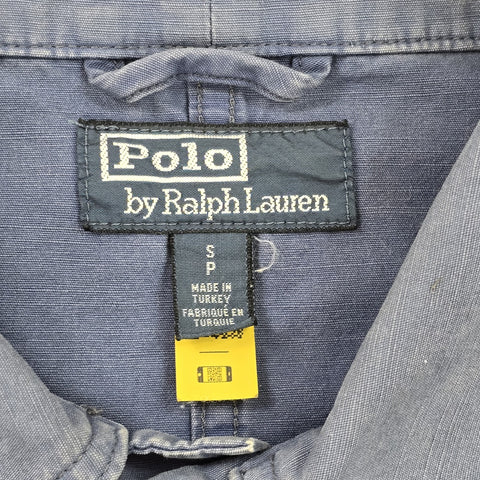 Polo
by Ralph Lauren
S
P
MADE IN
TURKEY
FABRIQUÉ EN
TURQUIE